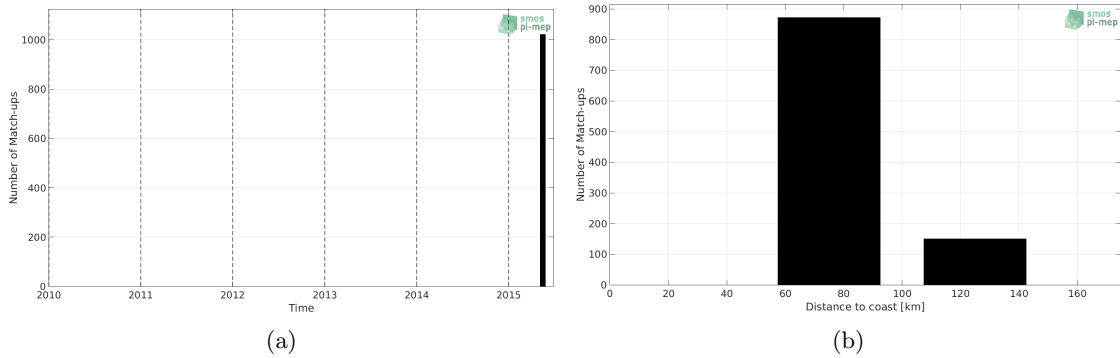 smos
pi-mep
1000
800
600
400
200
0
Number of Match-ups
2010 2011 2012 2013 2014 2015
Time
(a)
smos
pi-mep
900
800
700
600
500
400
300
200
100
0
Number of Match-ups
0 20 40 60 80 100 120 140 160
Distance to coast [km]
(b)